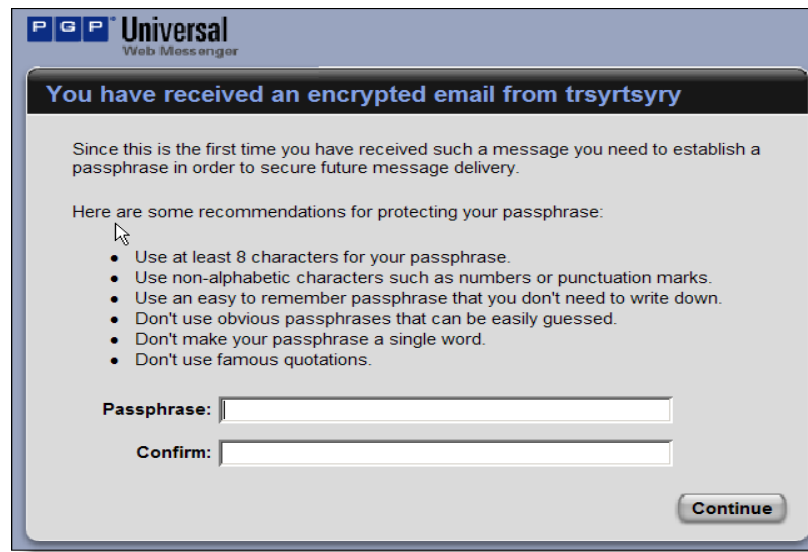 PGP Universal
Web Messenger
You have received an encrypted email from trsyrtsyry
Since this is the first time you have received such a message you need to establish a
passphrase in order to secure future message delivery.
Here are some recommendations for protecting your passphrase:
• Use at least 8 characters for your passphrase.
• Use non-alphabetic characters such as numbers or punctuation marks.
• Use an easy to remember passphrase that you don't need to write down.
• Don't use obvious passphrases that can be easily guessed.
• Don't make your passphrase a single word.
• Don't use famous quotations.
Passphrase:
Confirm:
Continue